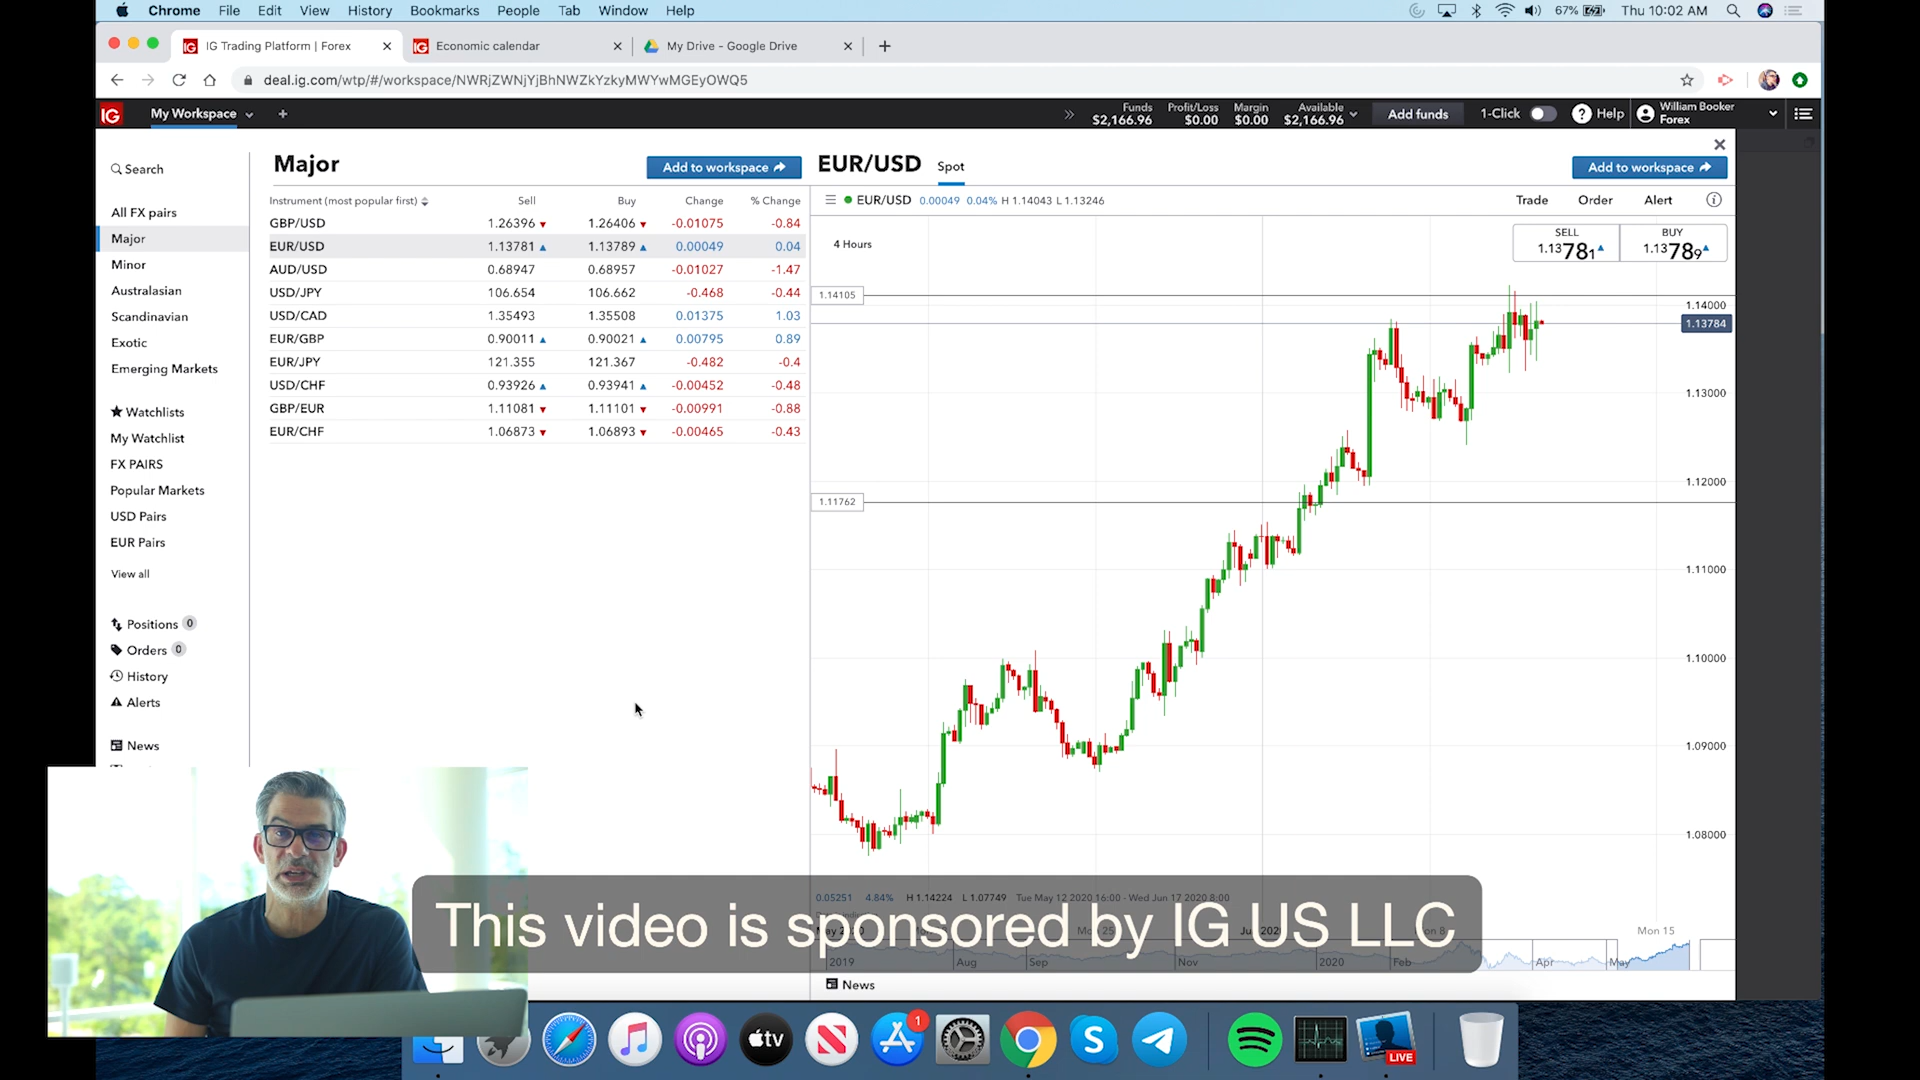 Chrome File Edit View History Bookmarks People Tab Window Help 67% Thu 10:02 AM
IG Trading Platform | Forex
Economic calendar
My Drive - Google Drive
deal.ig.com/wtp/#/workspace/NWRjZWNjYjBhNWZkYzkyMWYwMGEyOWQ5
IG My Workspace
Funds $2,166.96
Profit/Loss $0.00
Margin $0.00
Available $2,166.96
Add funds
1-Click
Help
William Booker
Forex
Search
All FX pairs
Major
Minor
Australasian
Scandinavian
Exotic
Emerging Markets
Watchlists
My Watchlist
FX PAIRS
Popular Markets
USD Pairs
EUR Pairs
View all
Positions 0
Orders 0
History
Alerts
News
Major
Add to workspace
Instrument (most popular first) Sell Buy Change % Change
GBP/USD 1.26396 1.26406 -0.01075 -0.84
EUR/USD 1.13781 1.13789 0.00049 0.04
AUD/USD 0.68947 0.68957 -0.01027 -1.47
USD/JPY 106.654 106.662 -0.468 -0.44
USD/CAD 1.35493 1.35508 0.01375 1.03
EUR/GBP 0.90011 0.90021 0.00795 0.89
EUR/JPY 121.355 121.367 -0.482 -0.4
USD/CHF 0.93926 0.93941 -0.00452 -0.48
GBP/EUR 1.11081 1.11101 -0.00991 -0.88
EUR/CHF 1.06873 1.06893 -0.00465 -0.43
EUR/USD Spot
Add to workspace
EUR/USD 0.00049 0.04% H 1.14043 L 1.13246
Trade Order Alert
4 Hours
SELL
1.13781
BUY
1.13789
1.14105
1.14000
1.13784
1.13000
1.12000
1.11762
1.11000
1.10000
1.09000
1.08000
0.05251 4.84% H 1.14224 L 1.07749 Tue May 12 2020 16:00 - Wed Jun 17 2020 8:00
This video is sponsored by IG US LLC
Mon 15
2019 Aug Sep Nov 2020 Feb Apr May
News
1
tv
LIVE